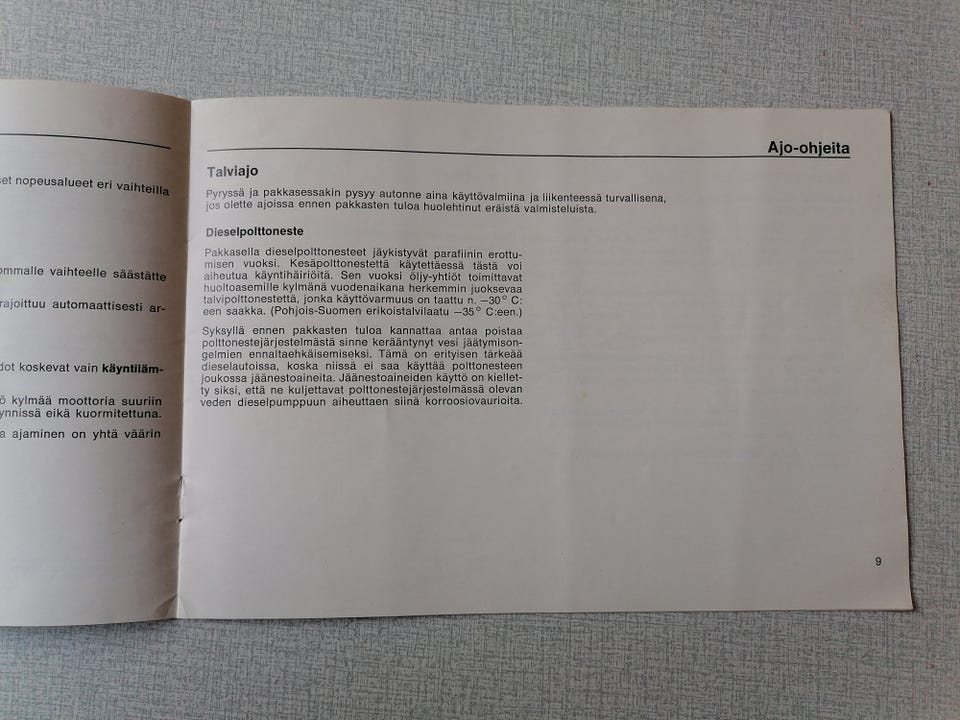 set nopeusalueet eri vaihteilla
ommalle vaihteelle säästätte
rajoittuu automaattisesti ar-
dot koskevat vain käyntiläm-
ö kylmää moottoria suuriin
ynnissä eikä kuormitettuna.
a ajaminen on yhtä väärin
Ajo-ohjeita
Talviajo
Pyryssä ja pakkasessakin pysyy autonne aina käyttövalmiina ja liikenteessä turvallisena,
jos olette ajoissa ennen pakkasten tuloa huolehtinut eräistä valmisteluista.
Dieselpolttoneste
Pakkasella dieselpolttonesteet jäykistyvät parafiinin erottu-
misen vuoksi. Kesäpolttonestettä käytettäessä tästä voi
aiheutua käyntihäiriöitä. Sen vuoksi öljy-yhtiöt toimittavat
huoltoasemille kylmänä vuodenaikana herkemmin juoksevaa
talvipolttonestettä, jonka käyttövarmuus on taattu n. —30° C:
een saakka. (Pohjois-Suomen erikoistalvilaatu —35° C:een.)
Syksyllä ennen pakkasten tuloa kannattaa antaa poistaa
polttonestejärjestelmästä sinne kerääntynyt vesi jäätymison-
gelmien ennaltaehkäisemiseksi. Tämä on erityisen tärkeää
dieselautoissa, koska niissä ei saa käyttää polttonesteen
joukossa jäänestoaineita. Jäänestoaineiden käyttö on kiellet-
ty siksi, että ne kuljettavat polttonestejärjestelmässä olevan
veden dieselpumppuun aiheuttaen siinä korroosiovaurioita.
9